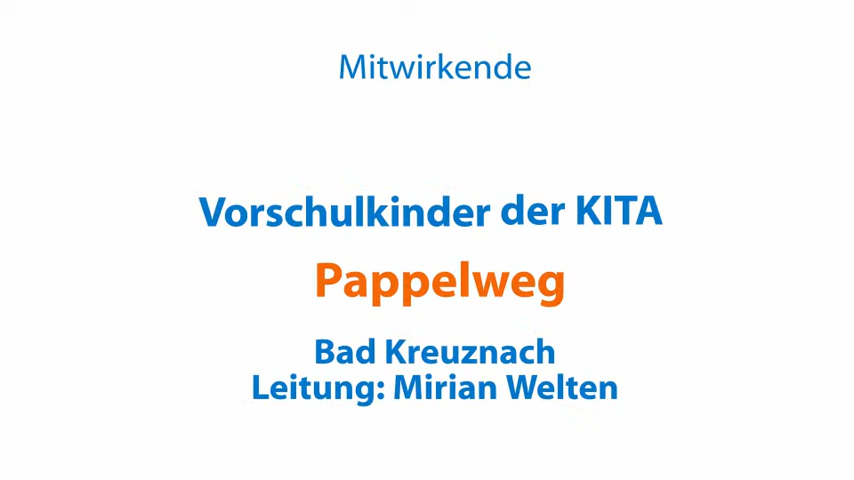 Mitwirkende
Vorschulkinder der KITA
Pappelweg
Bad Kreuznach
Leitung: Mirian Welten